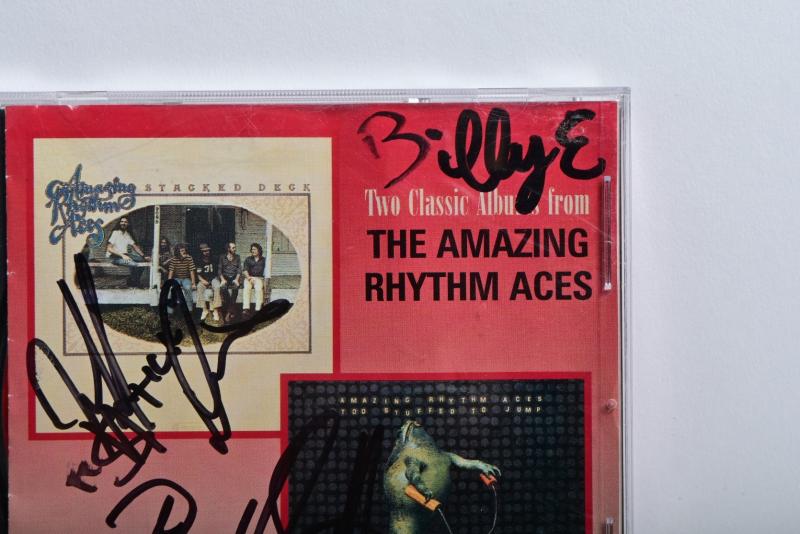 Billy E
Two Classic Albums from
THE AMAZING
RHYTHM ACES
Amazing
Rhythm
Aces
STACKED DECK
AMAZING RHYTHM ACES
TOO STUFFED TO JUMP